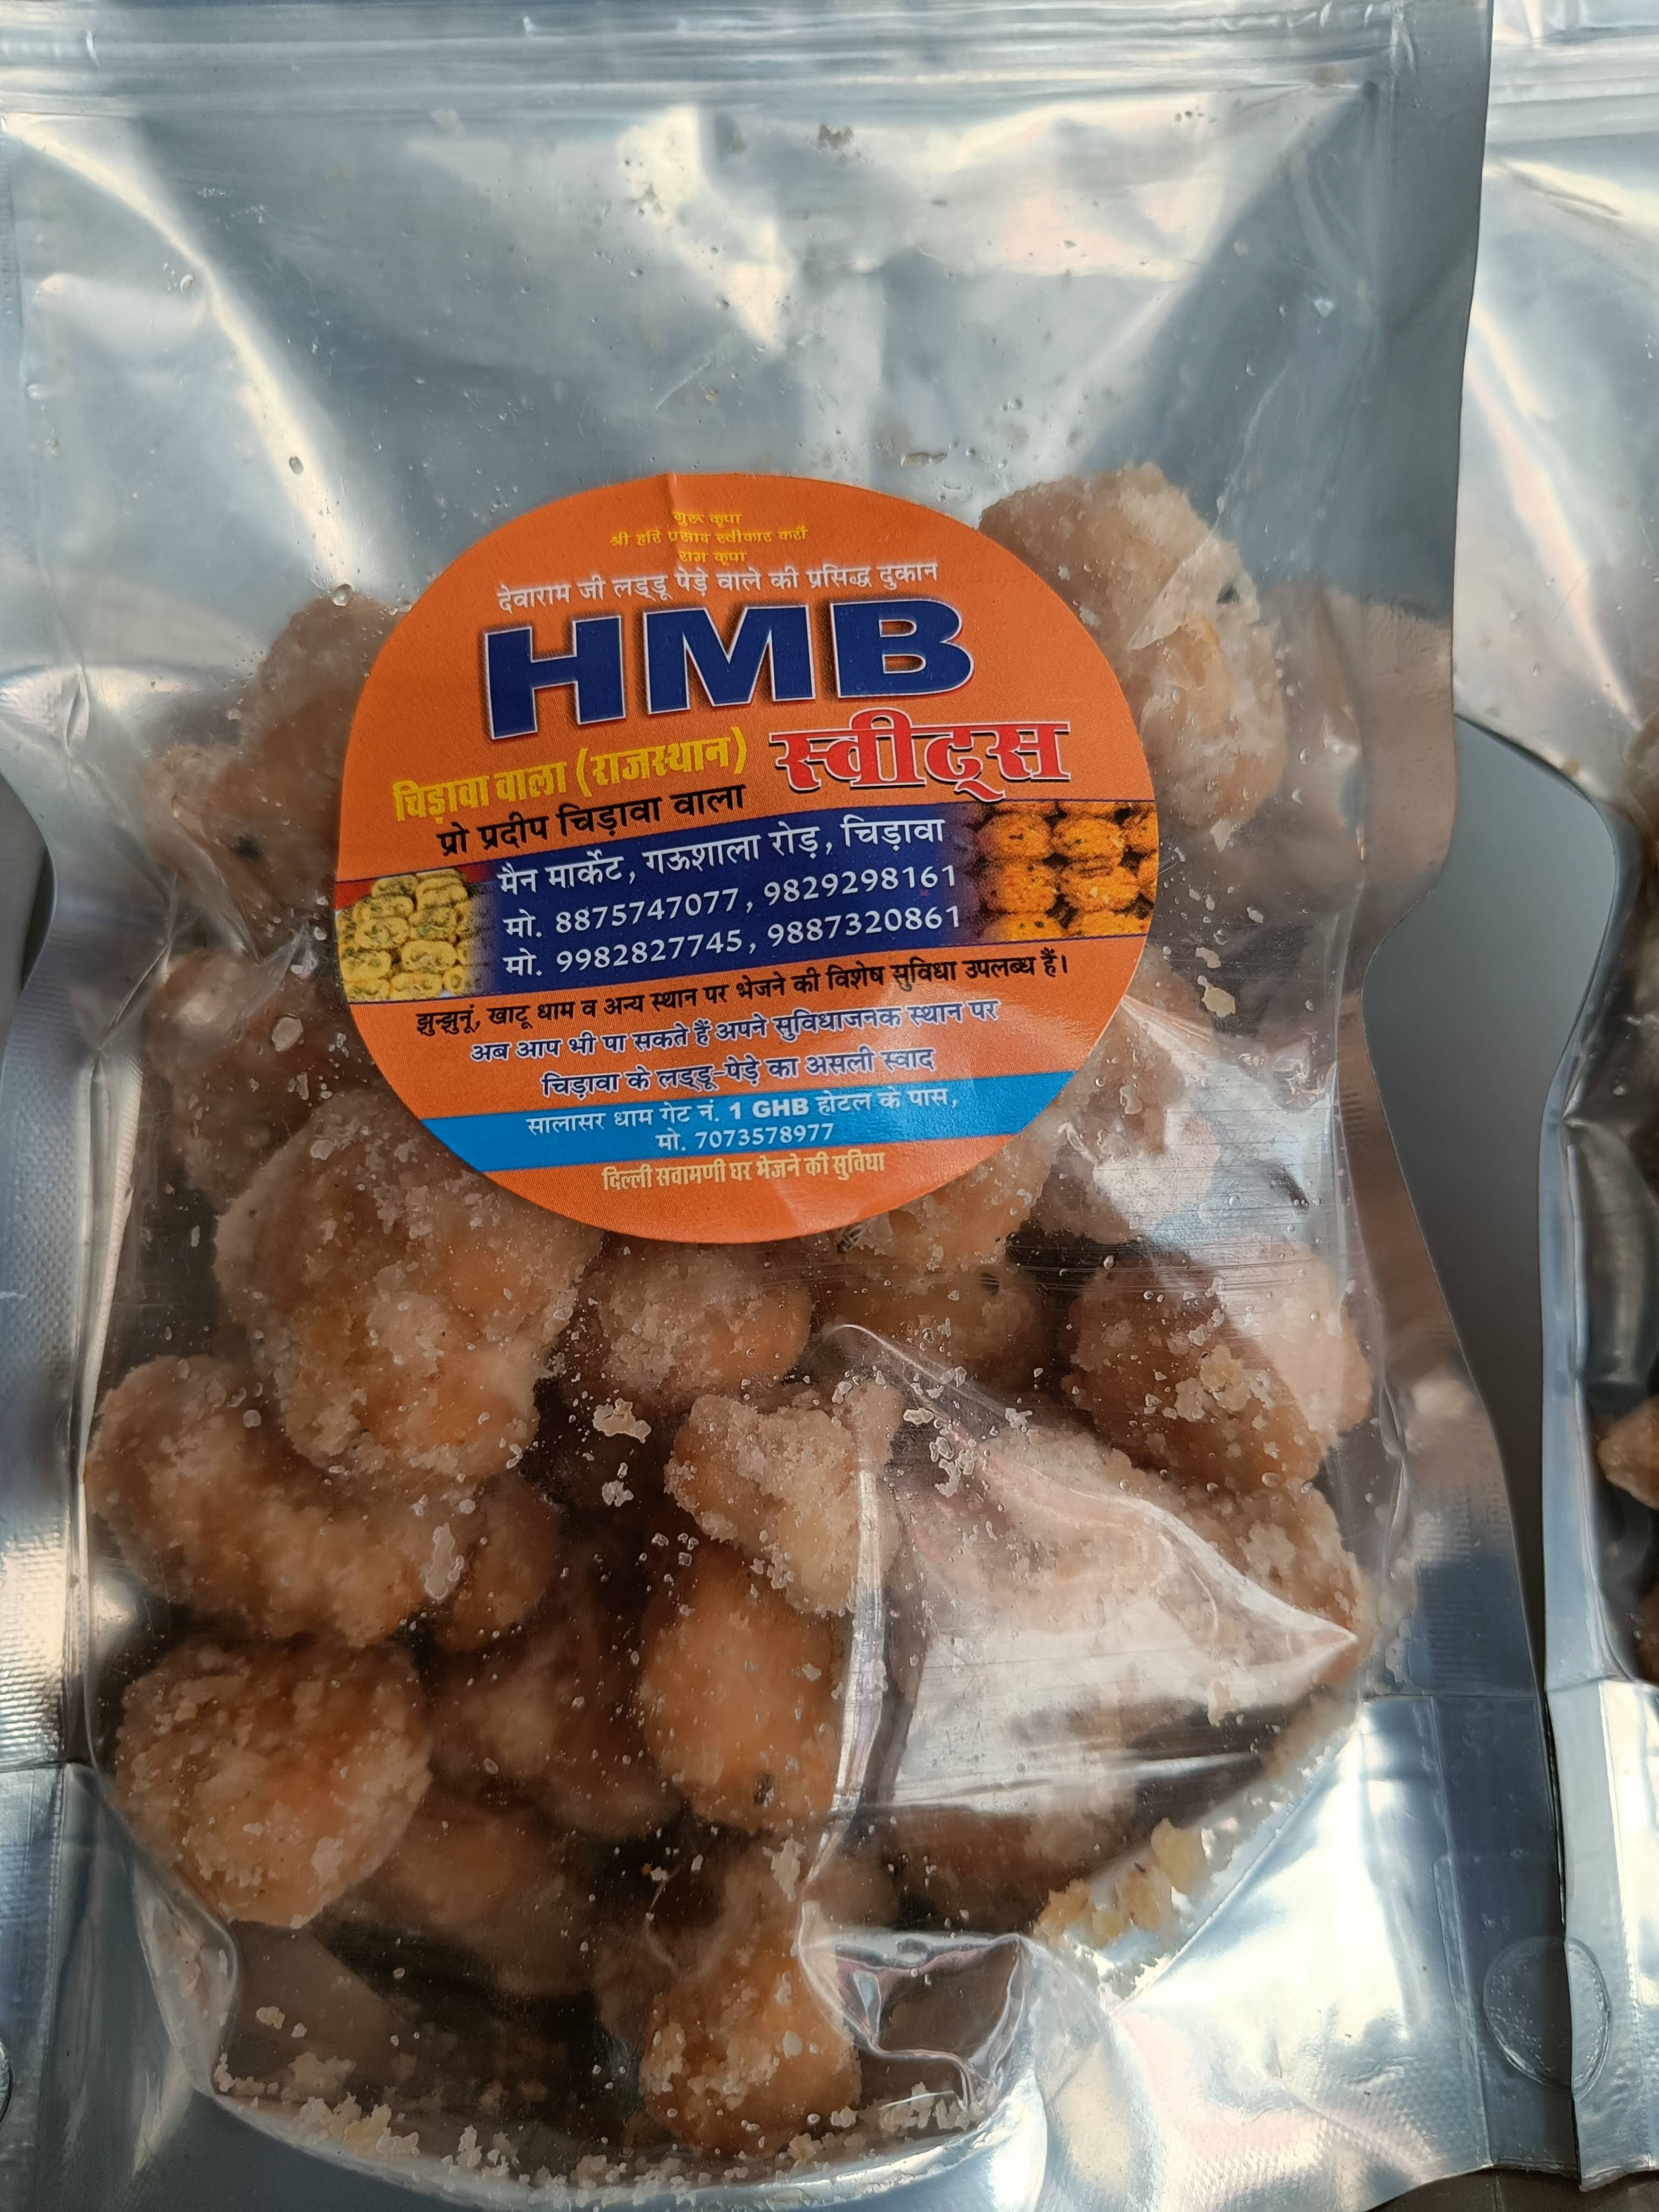 गुरू कृपा
श्री हरि प्रसाद स्वीकार करों
राम कृपा
देवाराम जी लड्डू पेड़े वाले की प्रसिद्ध दुकान
HMB
चिड़ावा वाला (राजस्थान) स्वीट्स
प्रो प्रदीप चिड़ावा वाला
मैन मार्केट, गऊशाला रोड़, चिड़ावा
मो. 8875747077, 9829298161
मो. 9982827745, 9887320861
झुन्झुनूं, खाटू धाम व अन्य स्थान पर भेजने की विशेष सुविधा उपलब्ध हैं।
अब आप भी पा सकते हैं अपने सुविधाजनक स्थान पर
चिड़ावा के लड्डू-पेड़े का असली स्वाद
सालासर धाम गेट नं. 1 GHB होटल के पास,
मो. 7073578977
दिल्ली सवामणी घर भेजने की सुविधा